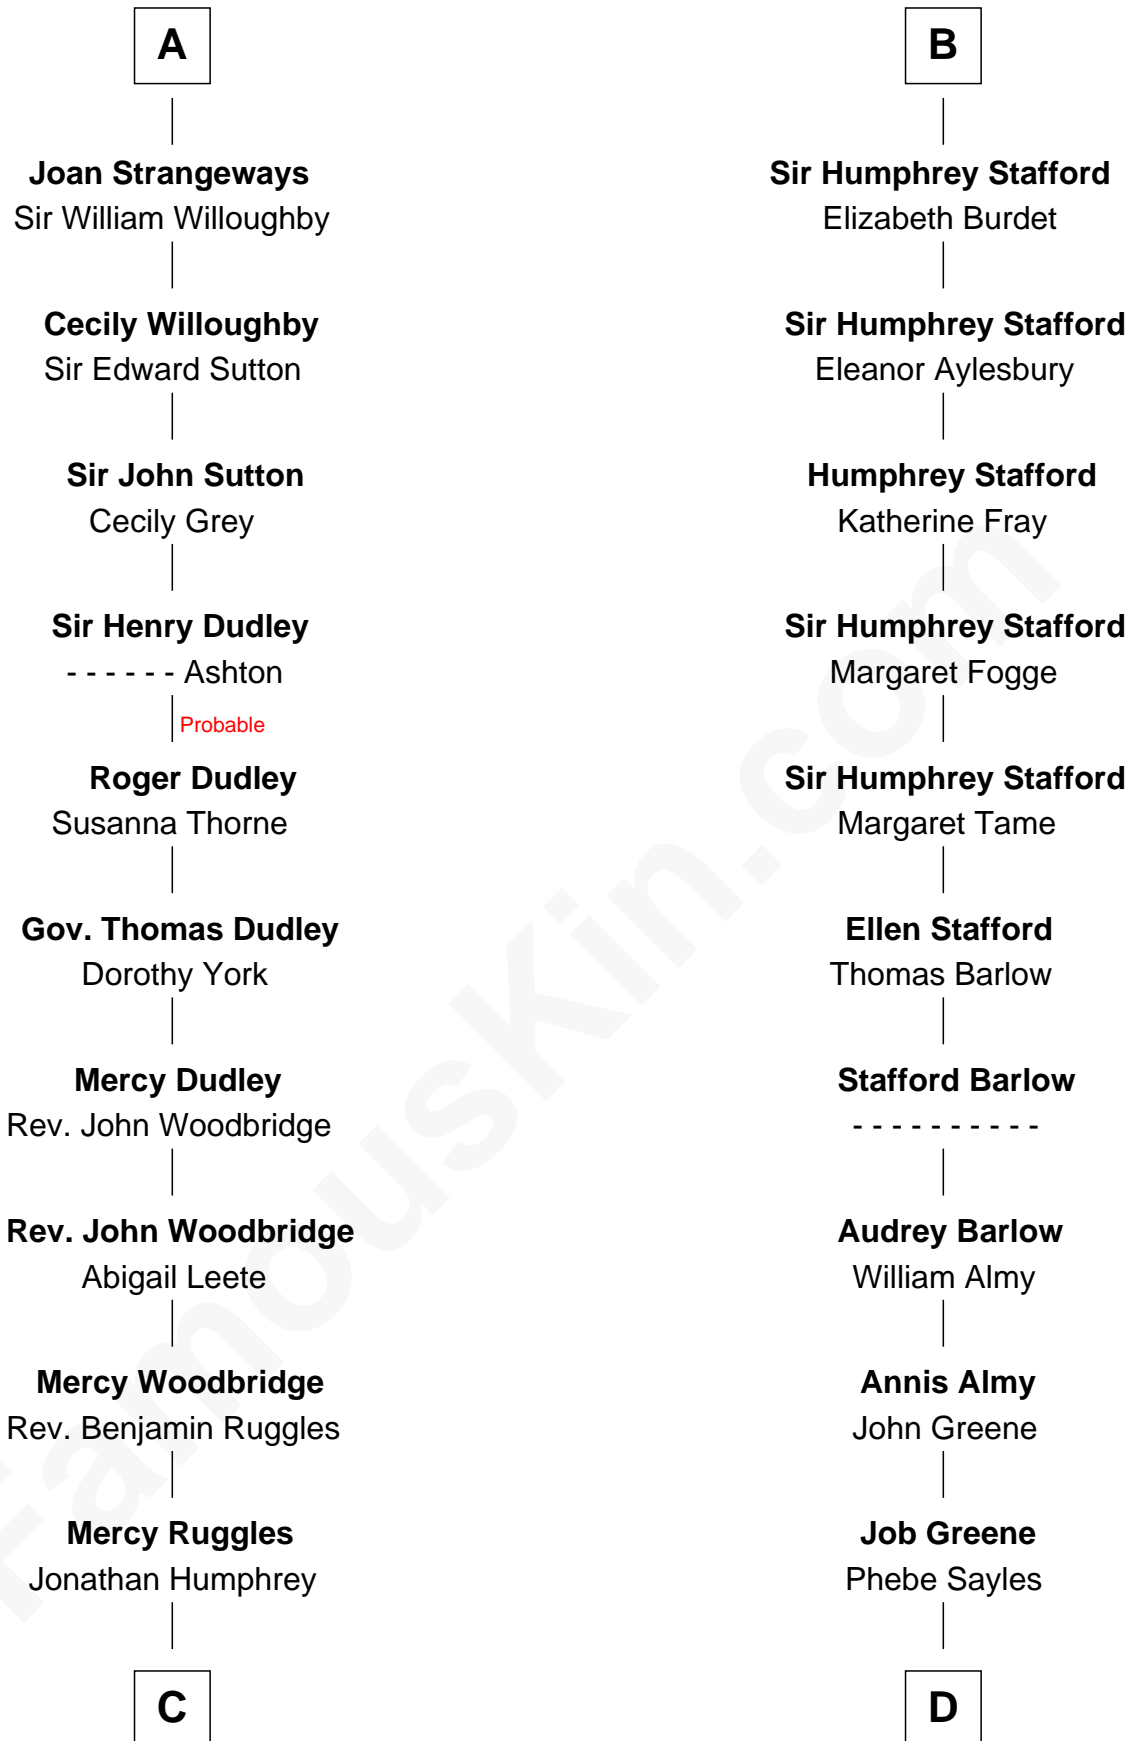 A
Joan Strangeways
Sir William Willoughby
Cecily Willoughby
Sir Edward Sutton
Sir John Sutton
Cecily Grey
Sir Henry Dudley
- - - - - - Ashton
Probable
Roger Dudley
Susanna Thorne
Gov. Thomas Dudley
Dorothy York
Mercy Dudley
Rev. John Woodbridge
Rev. John Woodbridge
Abigail Leete
Mercy Woodbridge
Rev. Benjamin Ruggles
Mercy Ruggles
Jonathan Humphrey
C
B
Sir Humphrey Stafford
Elizabeth Burdet
Sir Humphrey Stafford
Eleanor Aylesbury
Humphrey Stafford
Katherine Fray
Sir Humphrey Stafford
Margaret Fogge
Sir Humphrey Stafford
Margaret Tame
Ellen Stafford
Thomas Barlow
Stafford Barlow
- - - - - - - - - -
Audrey Barlow
William Almy
Annis Almy
John Greene
Job Greene
Phebe Sayles
D
FamousKin.com